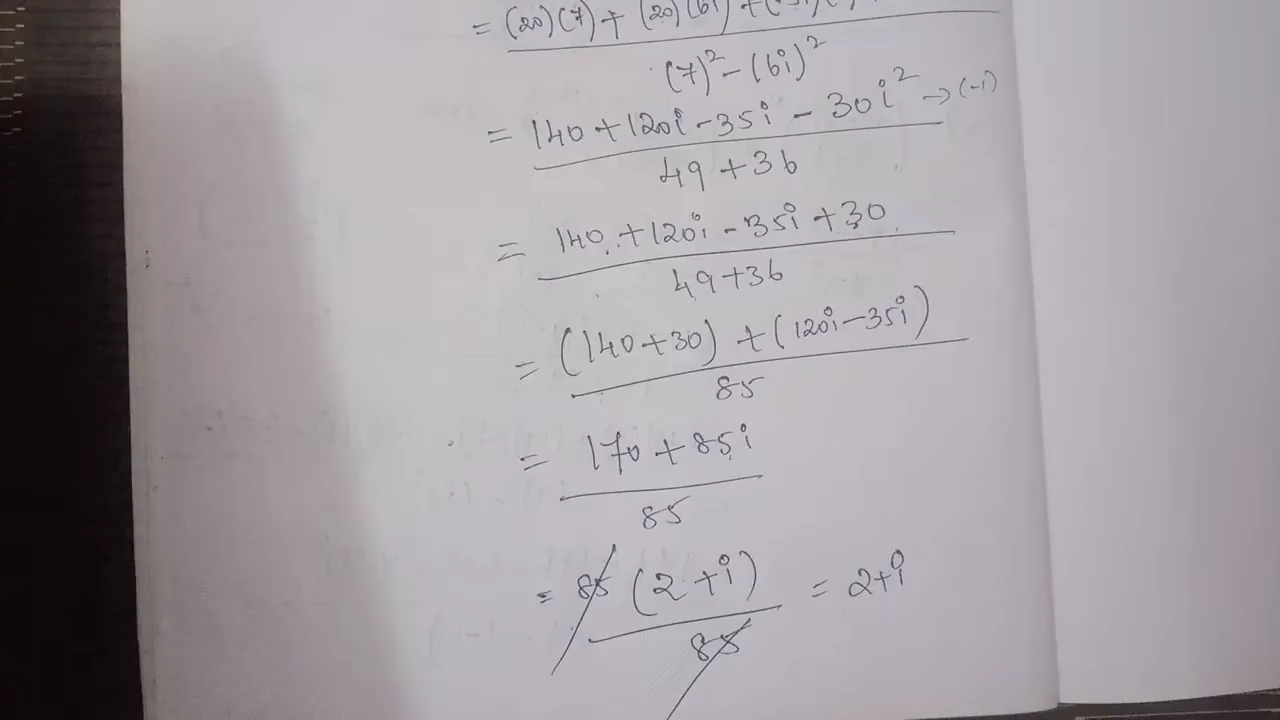 = (20)(7) + (20)(6i) +
(7)² - (6i)²
= 140 + 120i - 35i - 30i² → (-1)
49 + 36
= 140 + 120i - 35i + 30
49 + 36
= (140 + 30) + (120i - 35i)
85
= 170 + 85i
85
= 85 (2 + i) = 2 + i
85